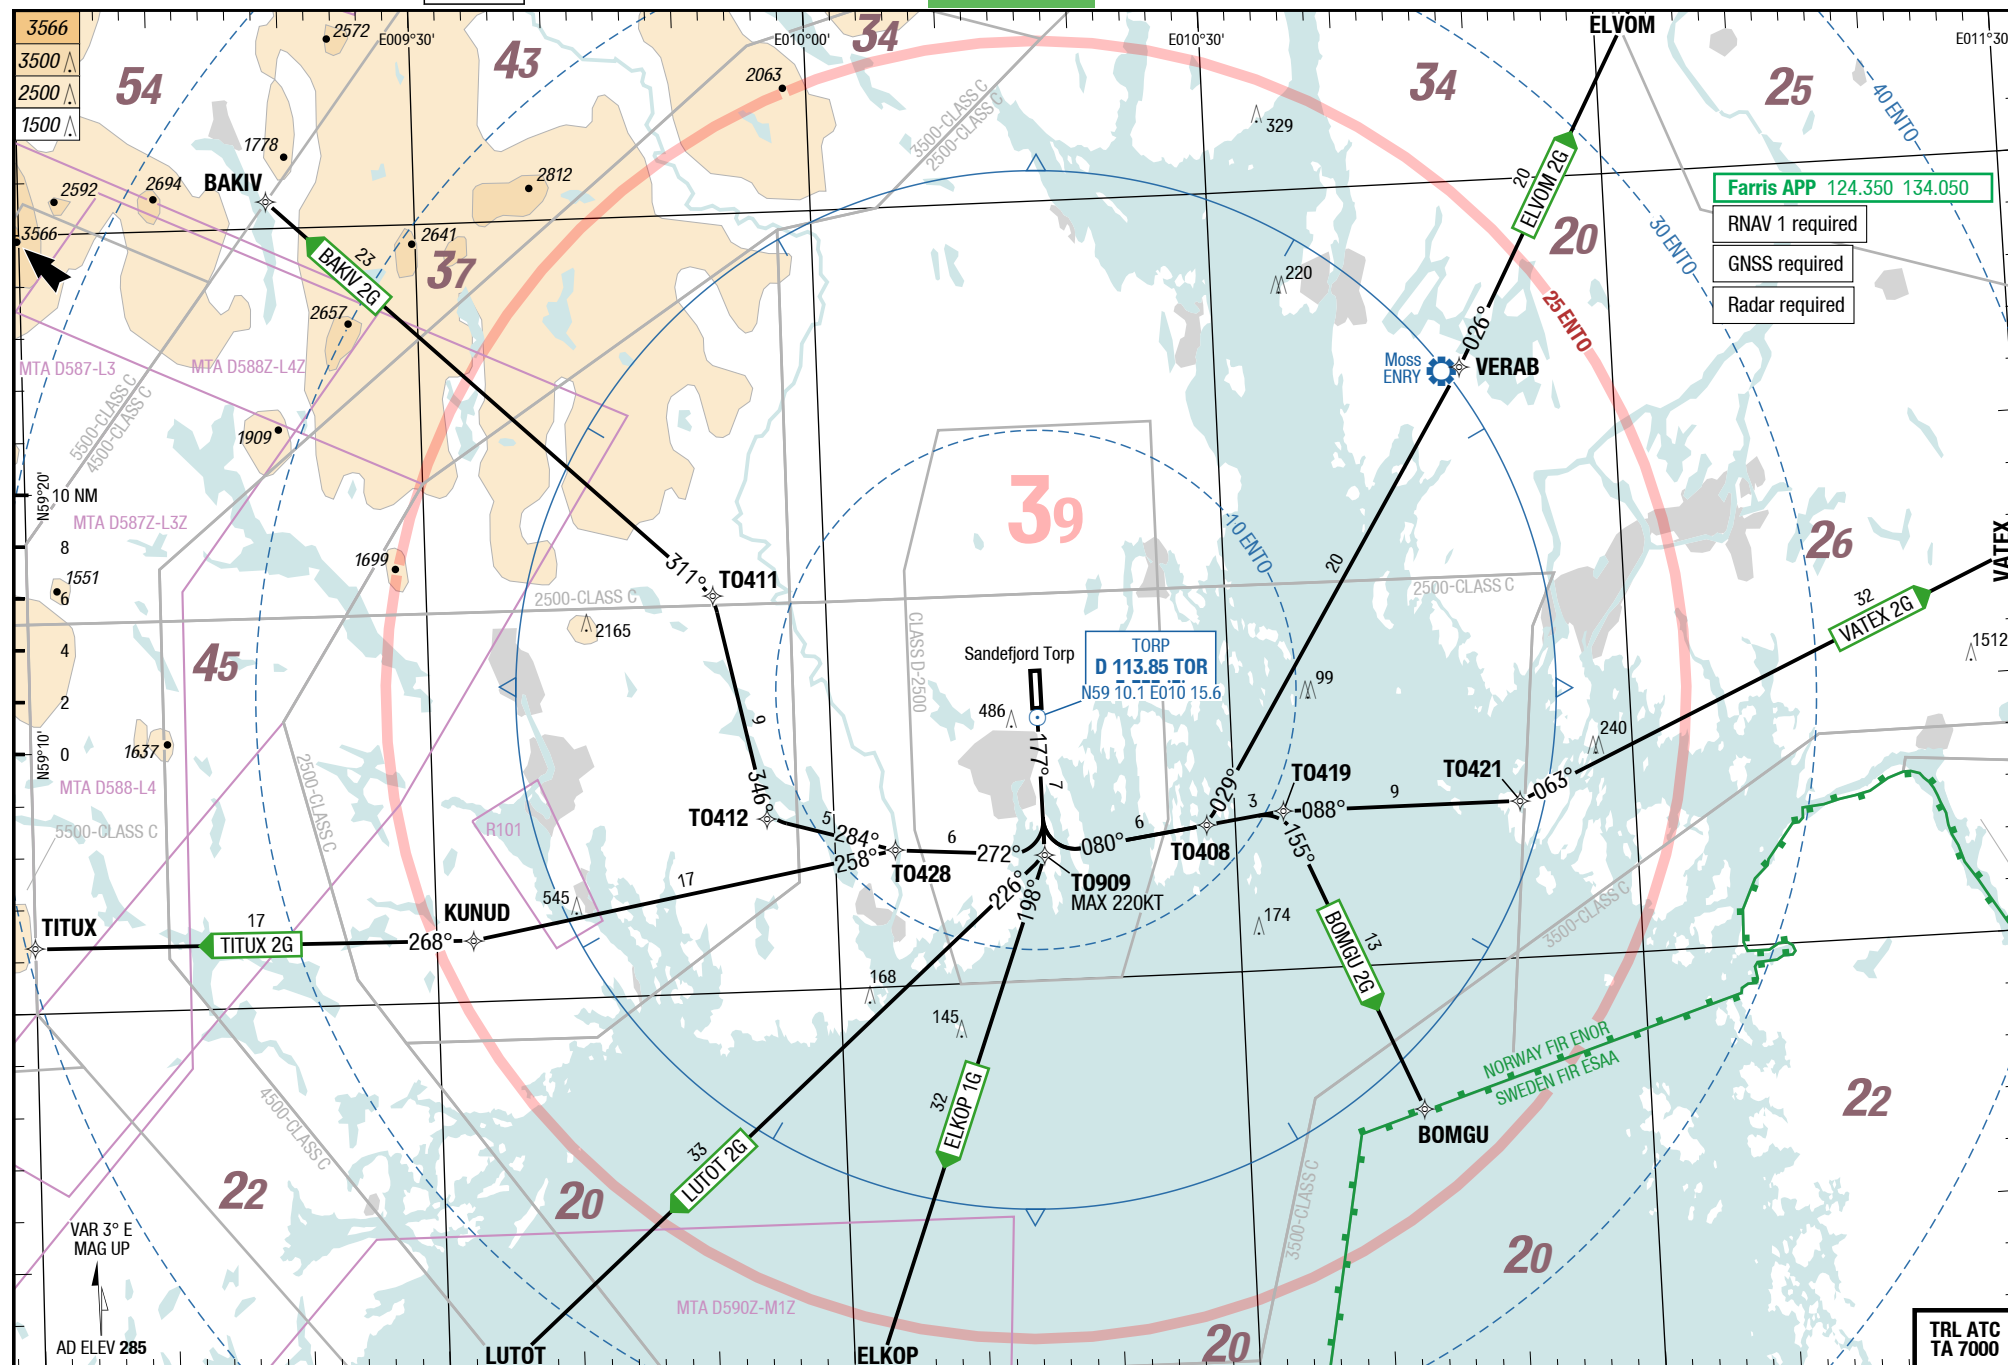 3566
3500
2500
1500
54
2572
E009°30'
43
E010°00'
34
2063
3500-CLASS C
2500-CLASS C
E010°30'
329
34
ELVOM
25
E011°30
40 ENTO
1778
BAKIV
2592
2694
2812
3566
2641
23
BAKIV 2G
37
2657
20
ELVOM 2G
20
30 ENTO
Farris APP 124.350 134.050
RNAV 1 required
GNSS required
Radar required
220
25 ENTO
026°
Moss
ENRY
VERAB
MTA D587-L3
MTA D588Z-L4Z
5500-CLASS C
4500-CLASS C
1909
N59°20'
10 NM
8
6
4
2
0
MTA D587Z-L3Z
39
10 ENTO
20
26
VATEX
1699
1551
311°
TO411
2500-CLASS C
2500-CLASS C
2165
CLASS D-2500
32
VATEX 2G
1512
45
Sandefjord Torp
TORP
D 113.85 TOR
N59 10.1 E010 15.6
99
486
9
177°
7
240
N59°10'
1637
MTA D588-L4
2500-CLASS C
346°
029°
TO419
TO421
063°
3
088°
9
5500-CLASS C
R101
TO412
5
284°
258°
6
272°
080°
6
TO428
TO408
155°
TO909
MAX 220KT
226°
198°
17
545
KUNUD
TITUX
17
TITUX 2G
268°
174
13
BOMGU 2G
3500-CLASS C
168
145
NORWAY FIR ENOR
SWEDEN FIR ESAA
4500-CLASS C
32
ELKOP 1G
33
LUTOT 2G
BOMGU
22
22
20
3500-CLASS C
20
VAR 3° E
MAG UP
MTA D590Z-M1Z
AD ELEV 285
LUTOT
ELKOP
20
TRL ATC
TA 7000